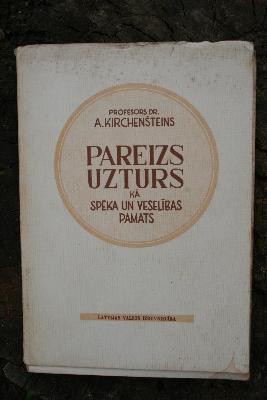 PROFESORS DR.
A. KIRCHENŠTEINS
PAREIZS
UZTURS
KĀ
SPĒKA UN VESELĪBAS
PAMATS
LATVIJAS VALSTS IZDEVNIECĪBA